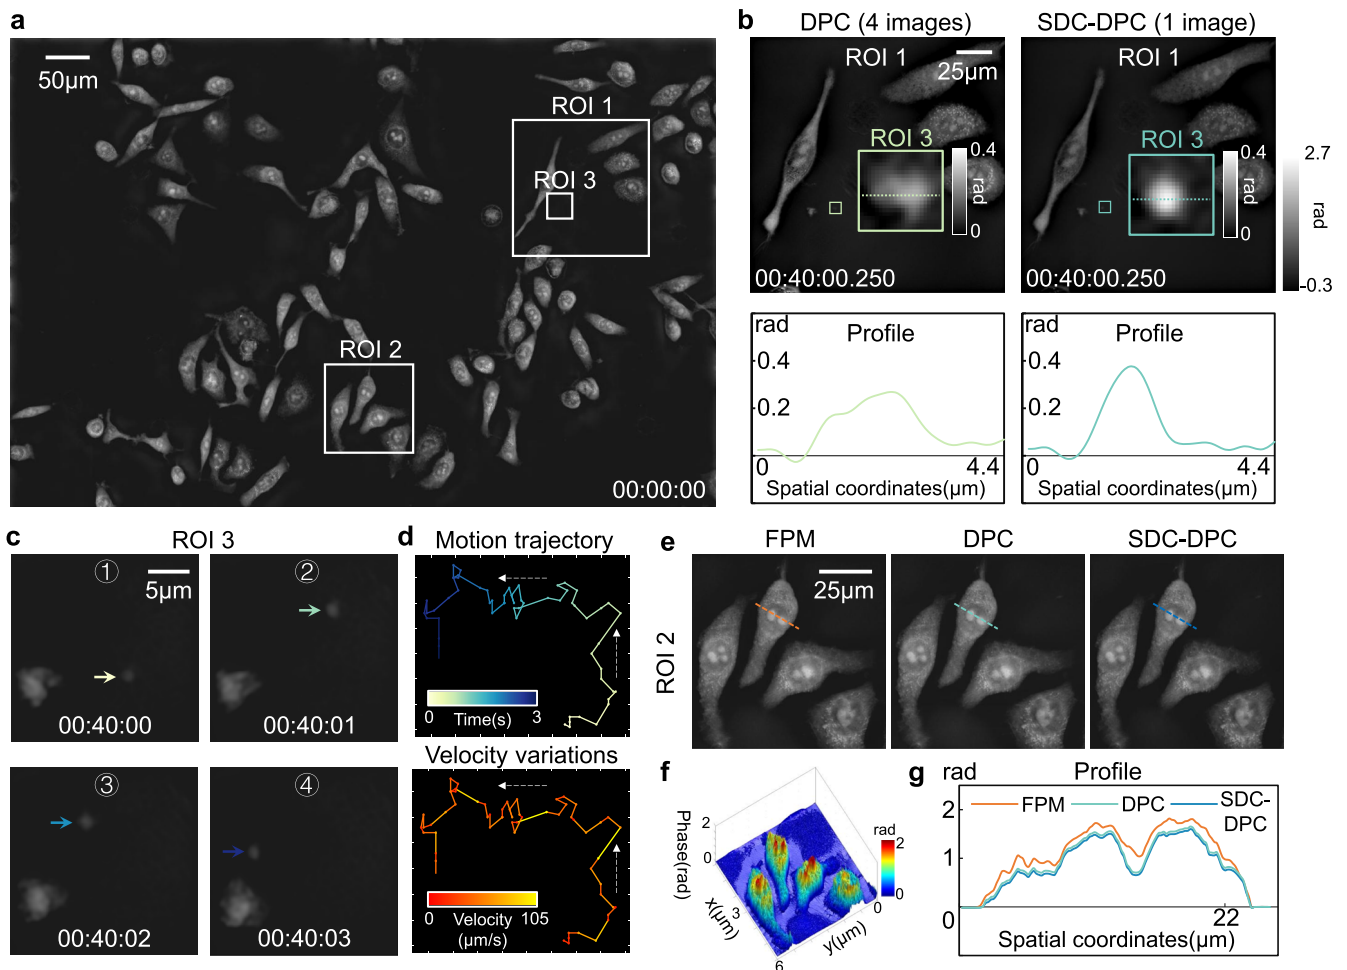 a
50μm
ROI 1
ROI 3
ROI 2
00:00:00
b
DPC (4 images)
SDC-DPC (1 image)
ROI 1
25μm
ROI 3
0.4
rad
0
00:40:00.250
ROI 1
ROI 3
0.4
rad
0
00:40:00.250
2.7
rad
-0.3
rad
Profile
0.4
0.2
0
4.4
Spatial coordinates(μm)
rad
Profile
0.4
0.2
0
4.4
Spatial coordinates(μm)
c
ROI 3
①
5μm
00:40:00
②
00:40:01
③
00:40:02
④
00:40:03
d
Motion trajectory
0
Time(s)
3
Velocity variations
0
Velocity
105
(μm/s)
e
FPM
DPC
SDC-DPC
ROI 2
25μm
f
Phase(rad)
2
0
x(μm)
3
6
y(μm)
0
rad
2
0
g
rad
Profile
2
FPM
DPC
SDC-
DPC
1
0
22
Spatial coordinates(μm)